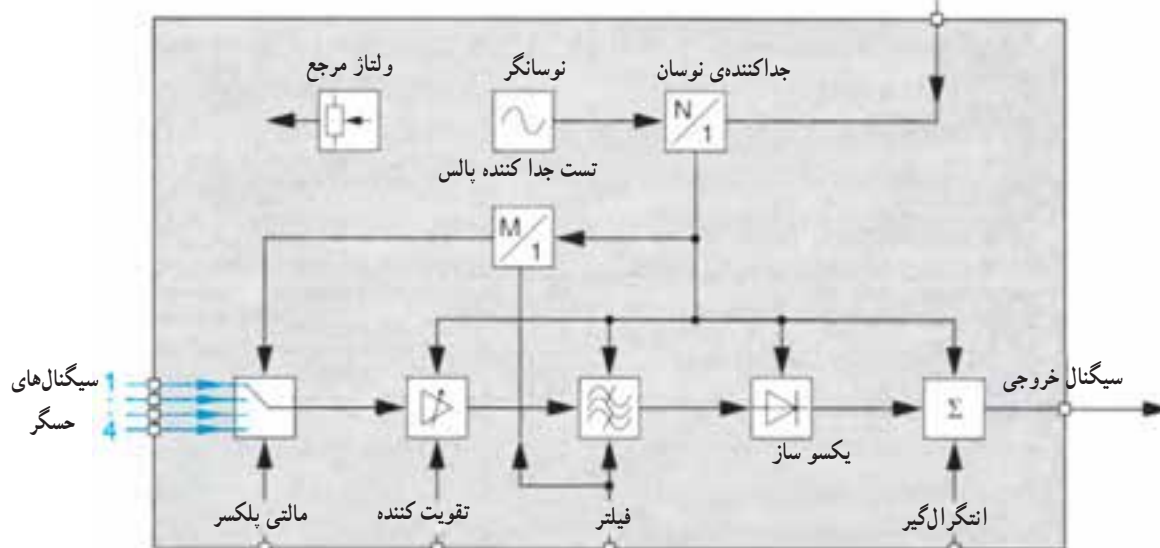 ولتاژ مرجع
نوسانگر
جداکننده‌ی نوسان
N/1
تست جدا کننده پالس
M/1
سیگنال‌های
حسگر
1
4
Σ
سیگنال خروجی
یکسو ساز
مالتی پلکسر
تقویت کننده
فیلتر
انتگرال‌گیر